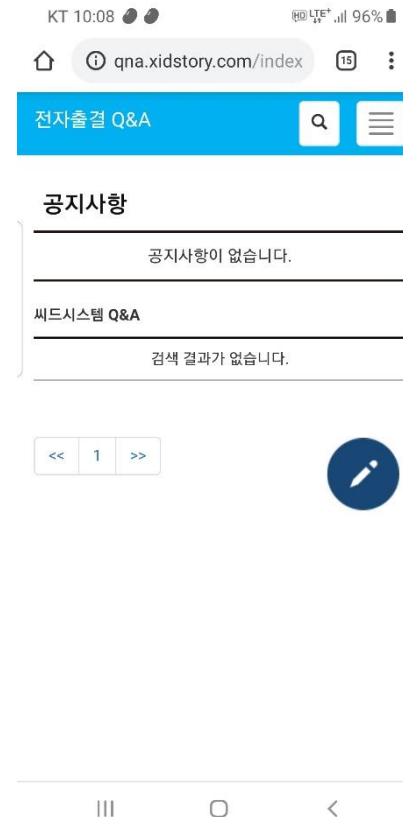 KT 10:08
HD LTE+ 96%
qna.xidstory.com/index 15
전자출결 Q&A
공지사항
공지사항이 없습니다.
씨드시스템 Q&A
검색 결과가 없습니다.
<< 1 >>